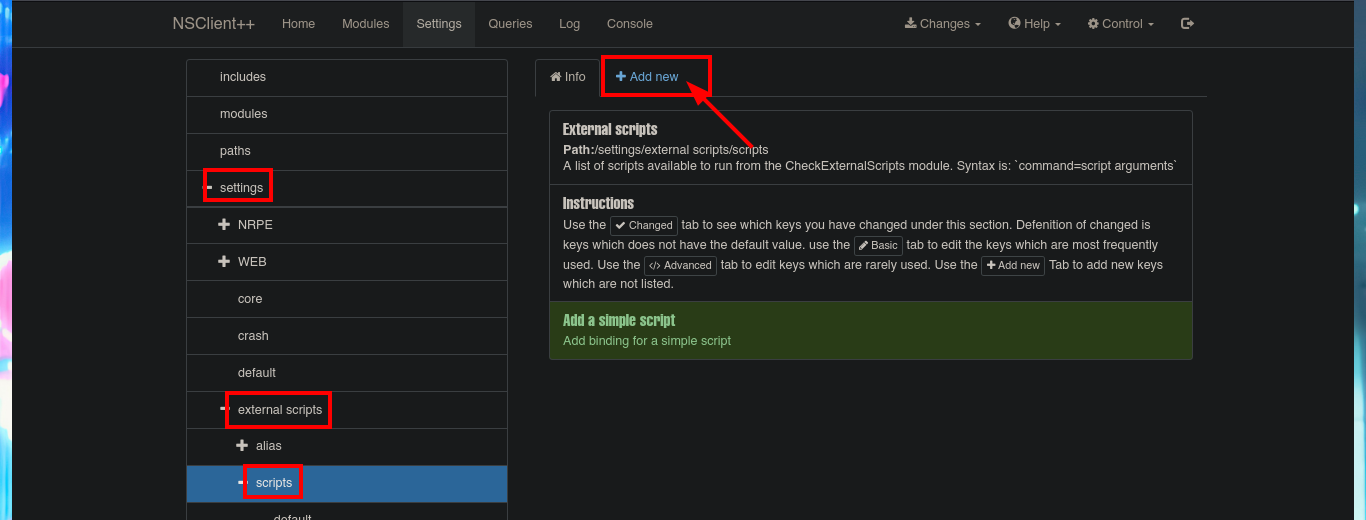 NSClient++ Home Modules Settings Queries Log Console Changes Help Control
includes
modules
paths
settings
NRPE
WEB
core
crash
default
external scripts
alias
scripts
default
Info Add new
External scripts
Path:/settings/external scripts/scripts
A list of scripts available to run from the CheckExternalScripts module. Syntax is: `command=script arguments`
Instructions
Use the Changed tab to see which keys you have changed under this section. Defenition of changed is
keys which does not have the default value. use the Basic tab to edit the keys which are most frequently
used. Use the </> Advanced tab to edit keys which are rarely used. Use the Add new Tab to add new keys
which are not listed.
Add a simple script
Add binding for a simple script